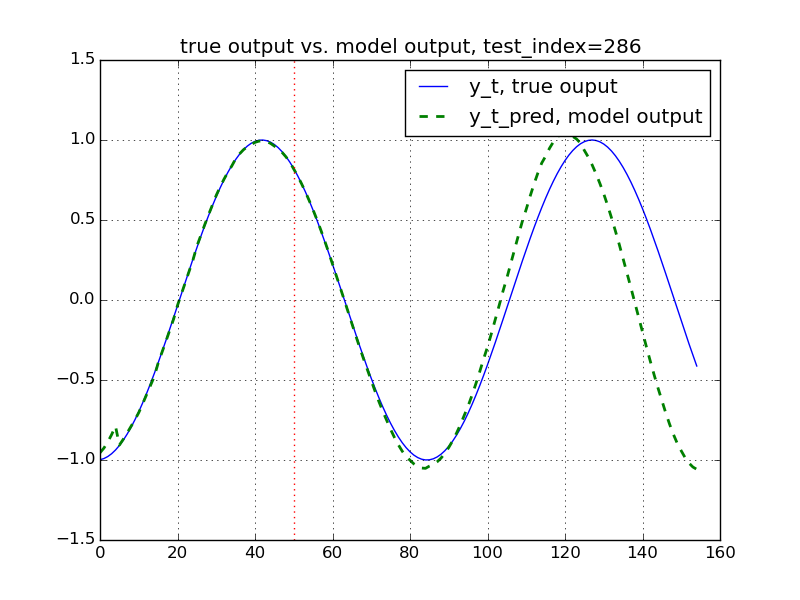 true output vs. model output, test_index=286
1.5
y_t, true ouput
y_t_pred, model output
1.0
0.5
0.0
−0.5
−1.0
−1.5
0 20 40 60 80 100 120 140 160